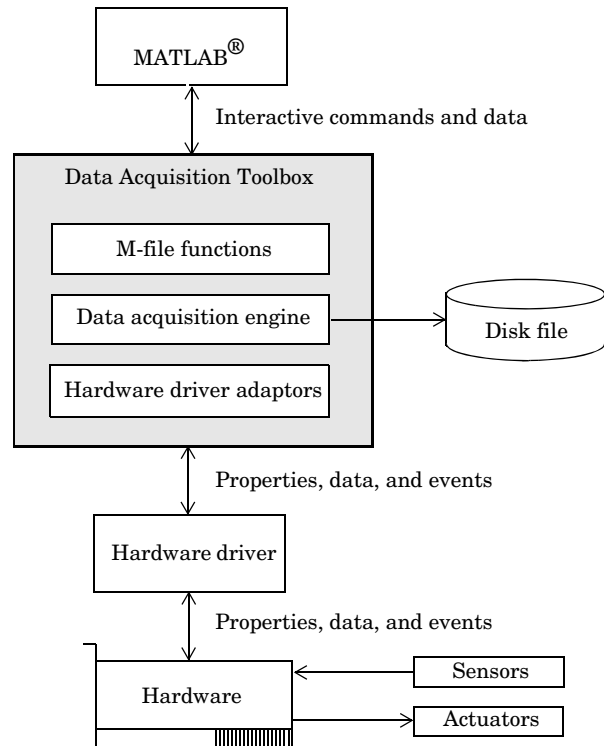 MATLAB®
Interactive commands and data
Data Acquisition Toolbox
M-file functions
Data acquisition engine
Disk file
Hardware driver adaptors
Properties, data, and events
Hardware driver
Properties, data, and events
Hardware
Sensors
Actuators